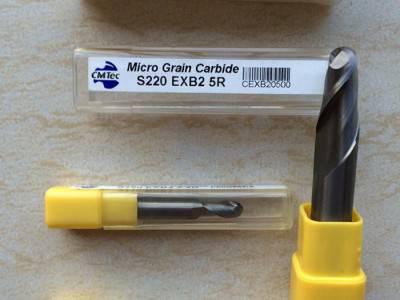 CMTec
Micro Grain Carbide
S220 EXB2 5R
CEXB20500